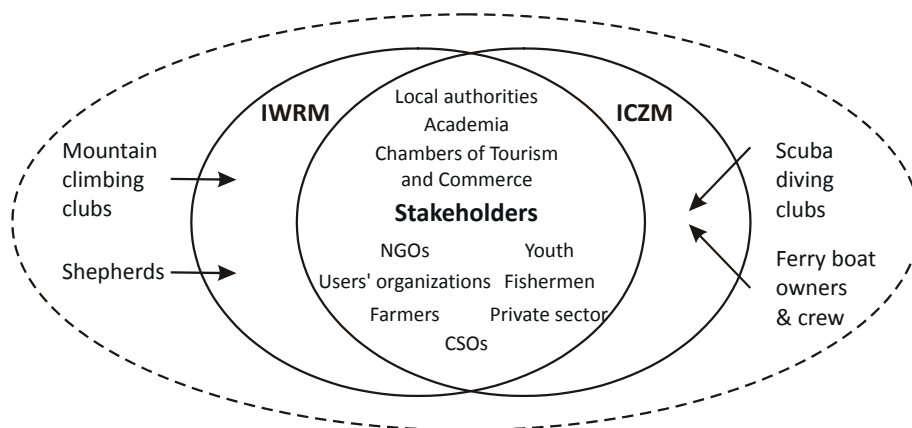 IWRM
ICZM
Local authorities
Academia
Chambers of Tourism
and Commerce
Stakeholders
NGOs
Youth
Users' organizations
Fishermen
Farmers
Private sector
CSOs
Mountain
climbing
clubs
Shepherds
Scuba
diving
clubs
Ferry boat
owners
& crew